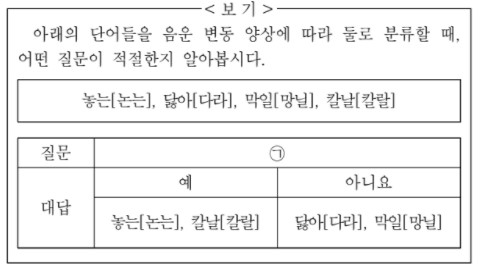 < 보 기 >
아래의 단어들을 음운 변동 양상에 따라 둘로 분류할 때,
어떤 질문이 적절한지 알아봅시다.
놓는[논는], 닳아[다라], 막일[망닐], 칼날[칼랄]
질문
㉠
대답
예
아니요
놓는[논는], 칼날[칼랄]
닳아[다라], 막일[망닐]